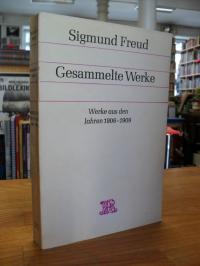 Sigmund Freud
Gesammelte Werke
Werke aus den
Jahren 1906-1909